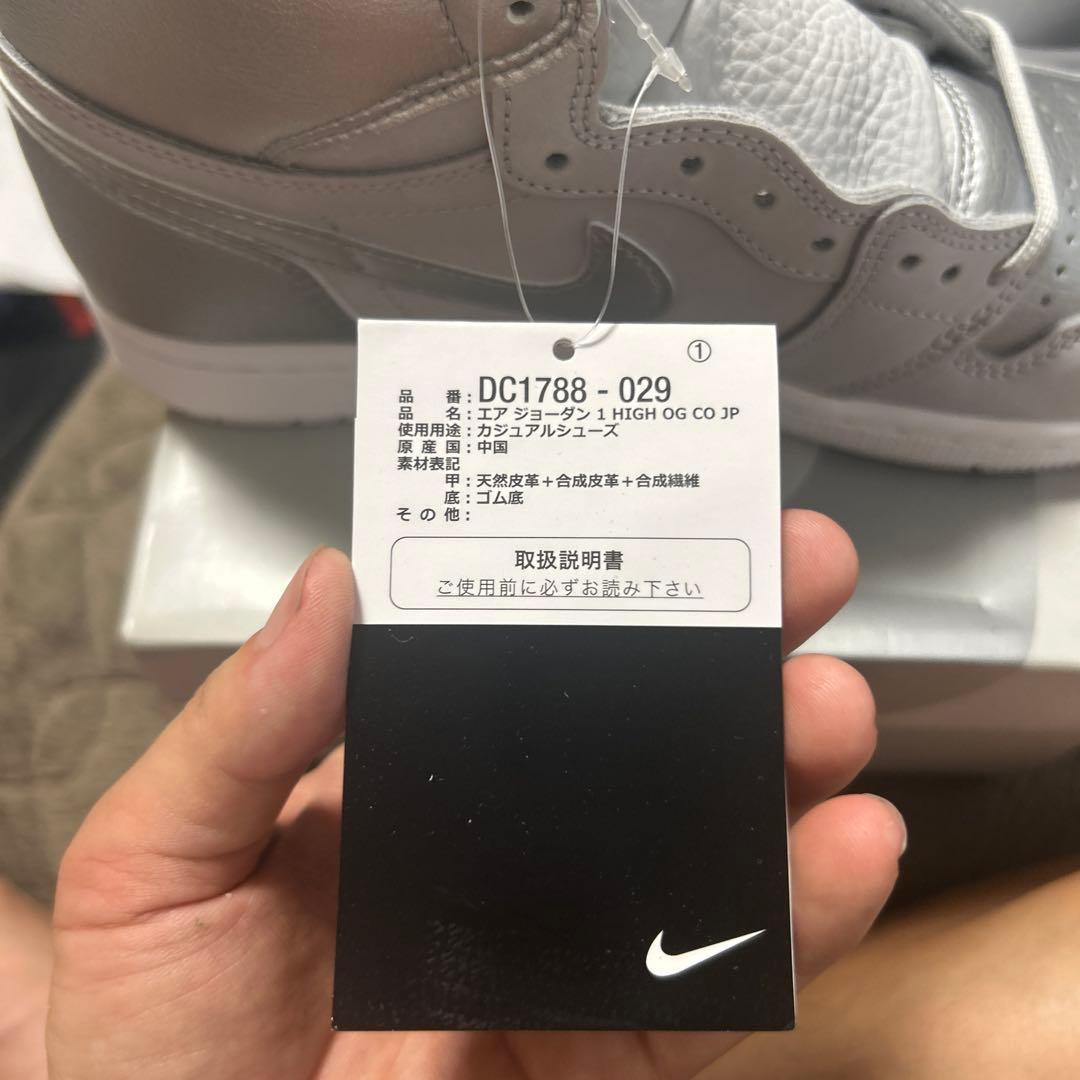 ①
品番：DC1788 - 029
品名：エア ジョーダン 1 HIGH OG CO JP
使用用途：カジュアルシューズ
原産国：中国
素材表記
甲：天然皮革＋合成皮革＋合成繊維
底：ゴム底
その他：
取扱説明書
ご使用前に必ずお読み下さい